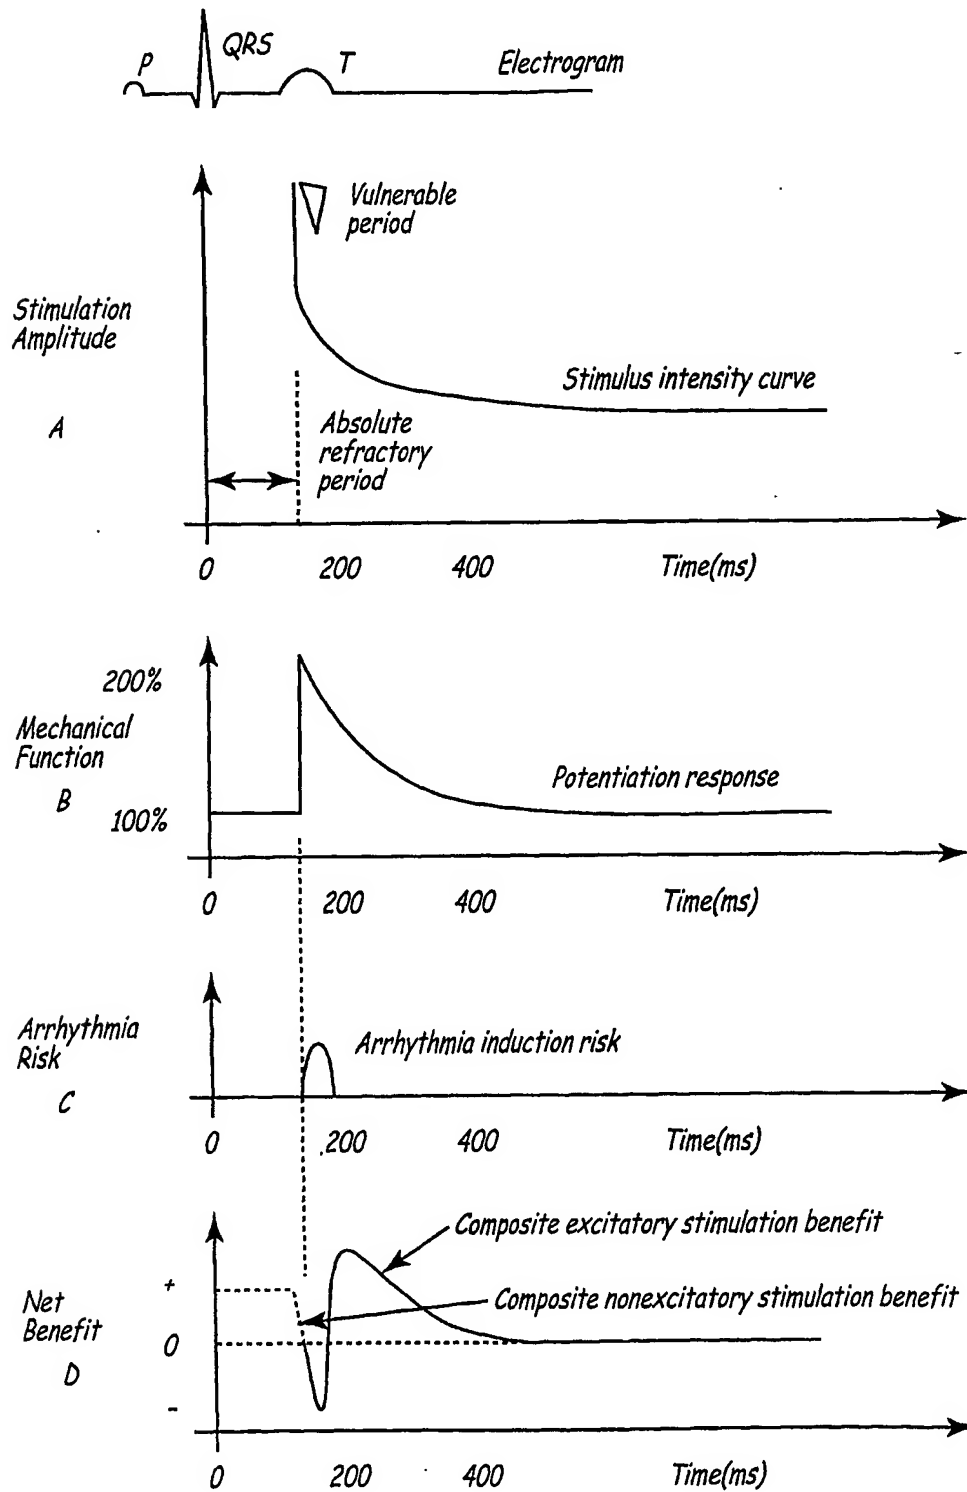 P
QRS
T
Electrogram
Vulnerable
period
Stimulation
Amplitude
A
Stimulus intensity curve
Absolute
refractory
period
0
200
400
Time(ms)
200%
Mechanical
Function
B
100%
Potentiation response
0
200
400
Time(ms)
Arrhythmia
Risk
C
Arrhythmia induction risk
0
200
400
Time(ms)
Composite excitatory stimulation benefit
Composite nonexcitatory stimulation benefit
+
Net
Benefit
0
D
-
0
200
400
Time(ms)